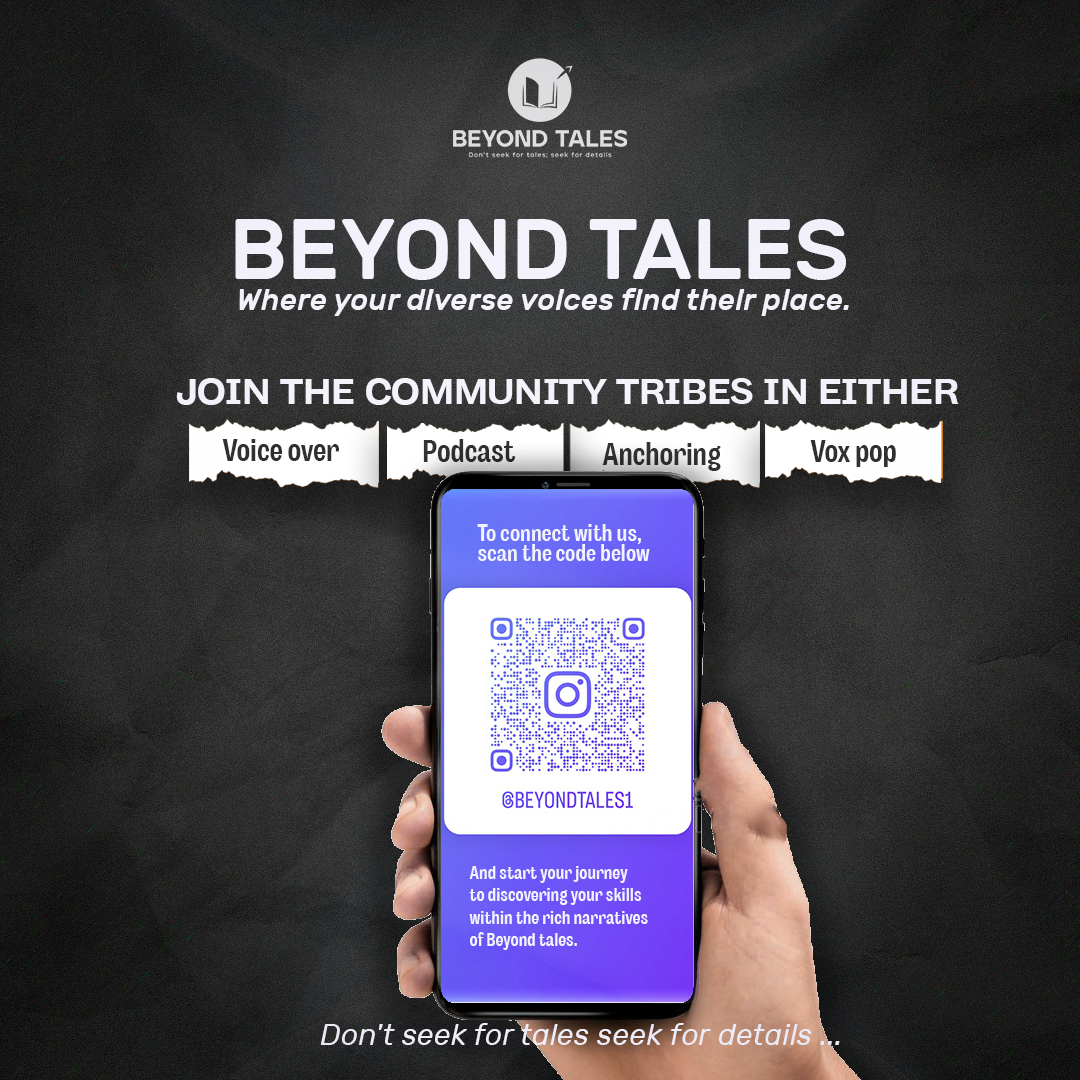 BEYOND TALES
Don't seek for tales; seek for details
BEYOND TALES
Where your diverse voices find their place.
JOIN THE COMMUNITY TRIBES IN EITHER
Voice over Podcast Anchoring Vox pop
To connect with us,
scan the code below
@BEYONDTALES1
And start your journey
to discovering your skills
within the rich narratives
of Beyond tales.
Don't seek for tales seek for details ...